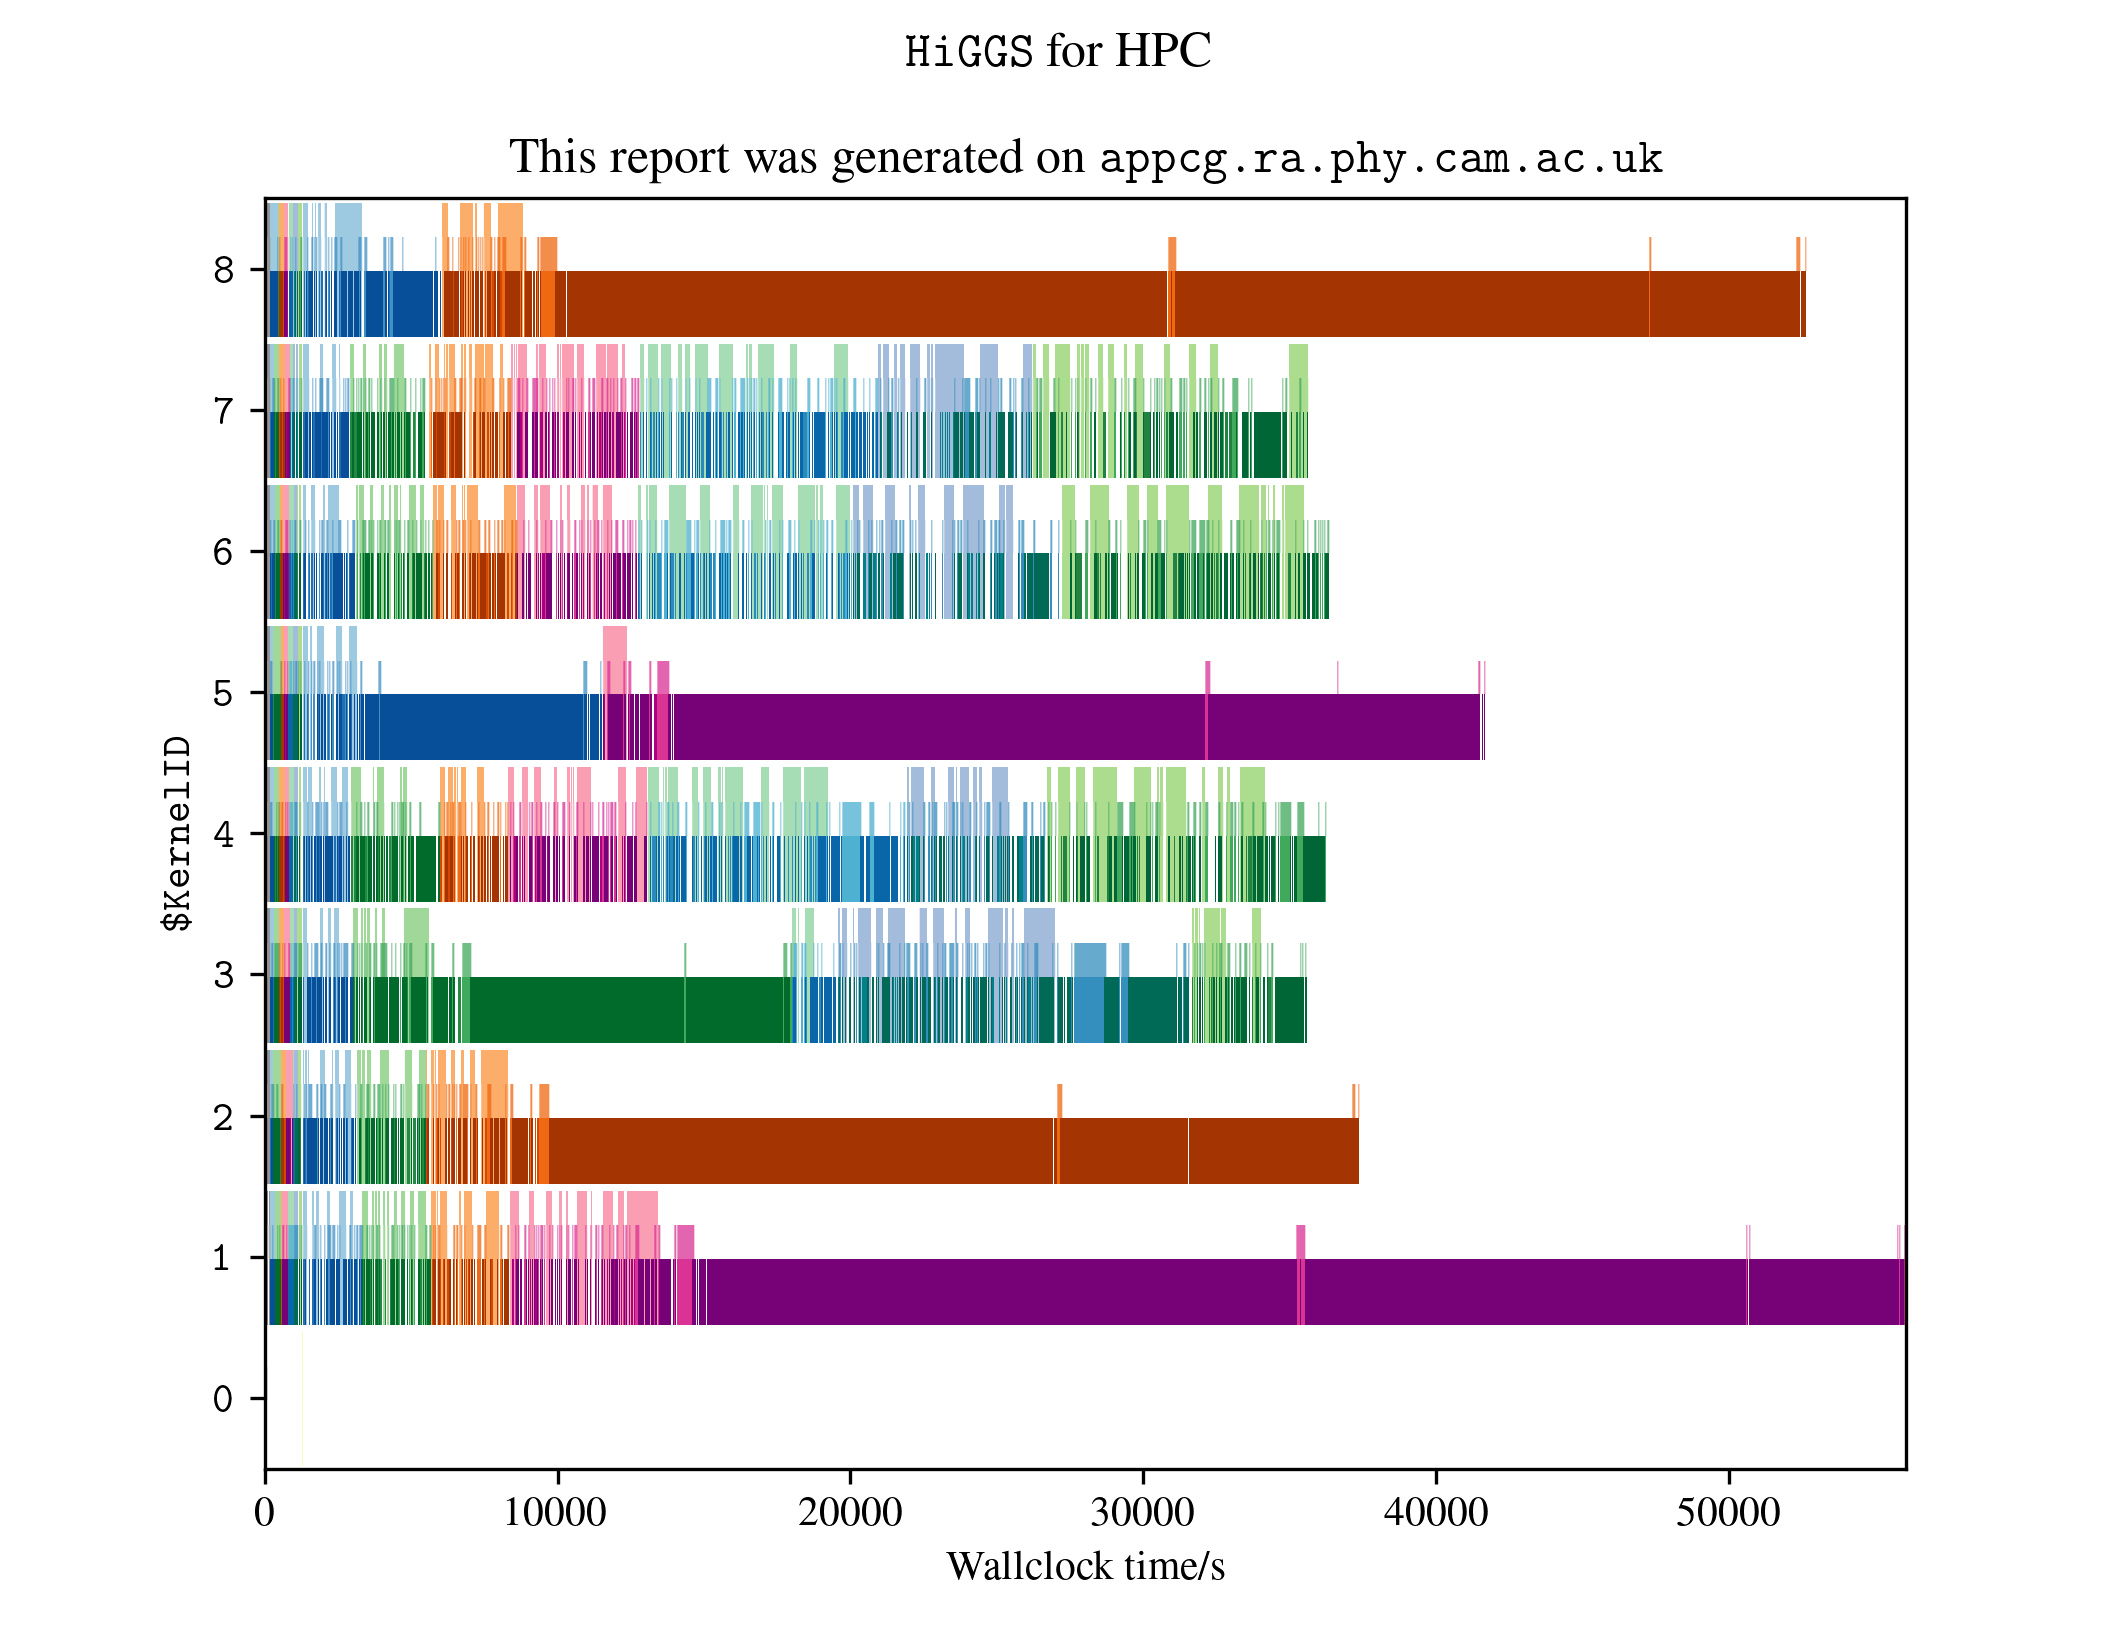 HiGGS for HPC
This report was generated on appcg.ra.phy.cam.ac.uk
8
7
6
5
4
3
2
1
0
$KernelID
0 10000 20000 30000 40000 50000
Wallclock time/s